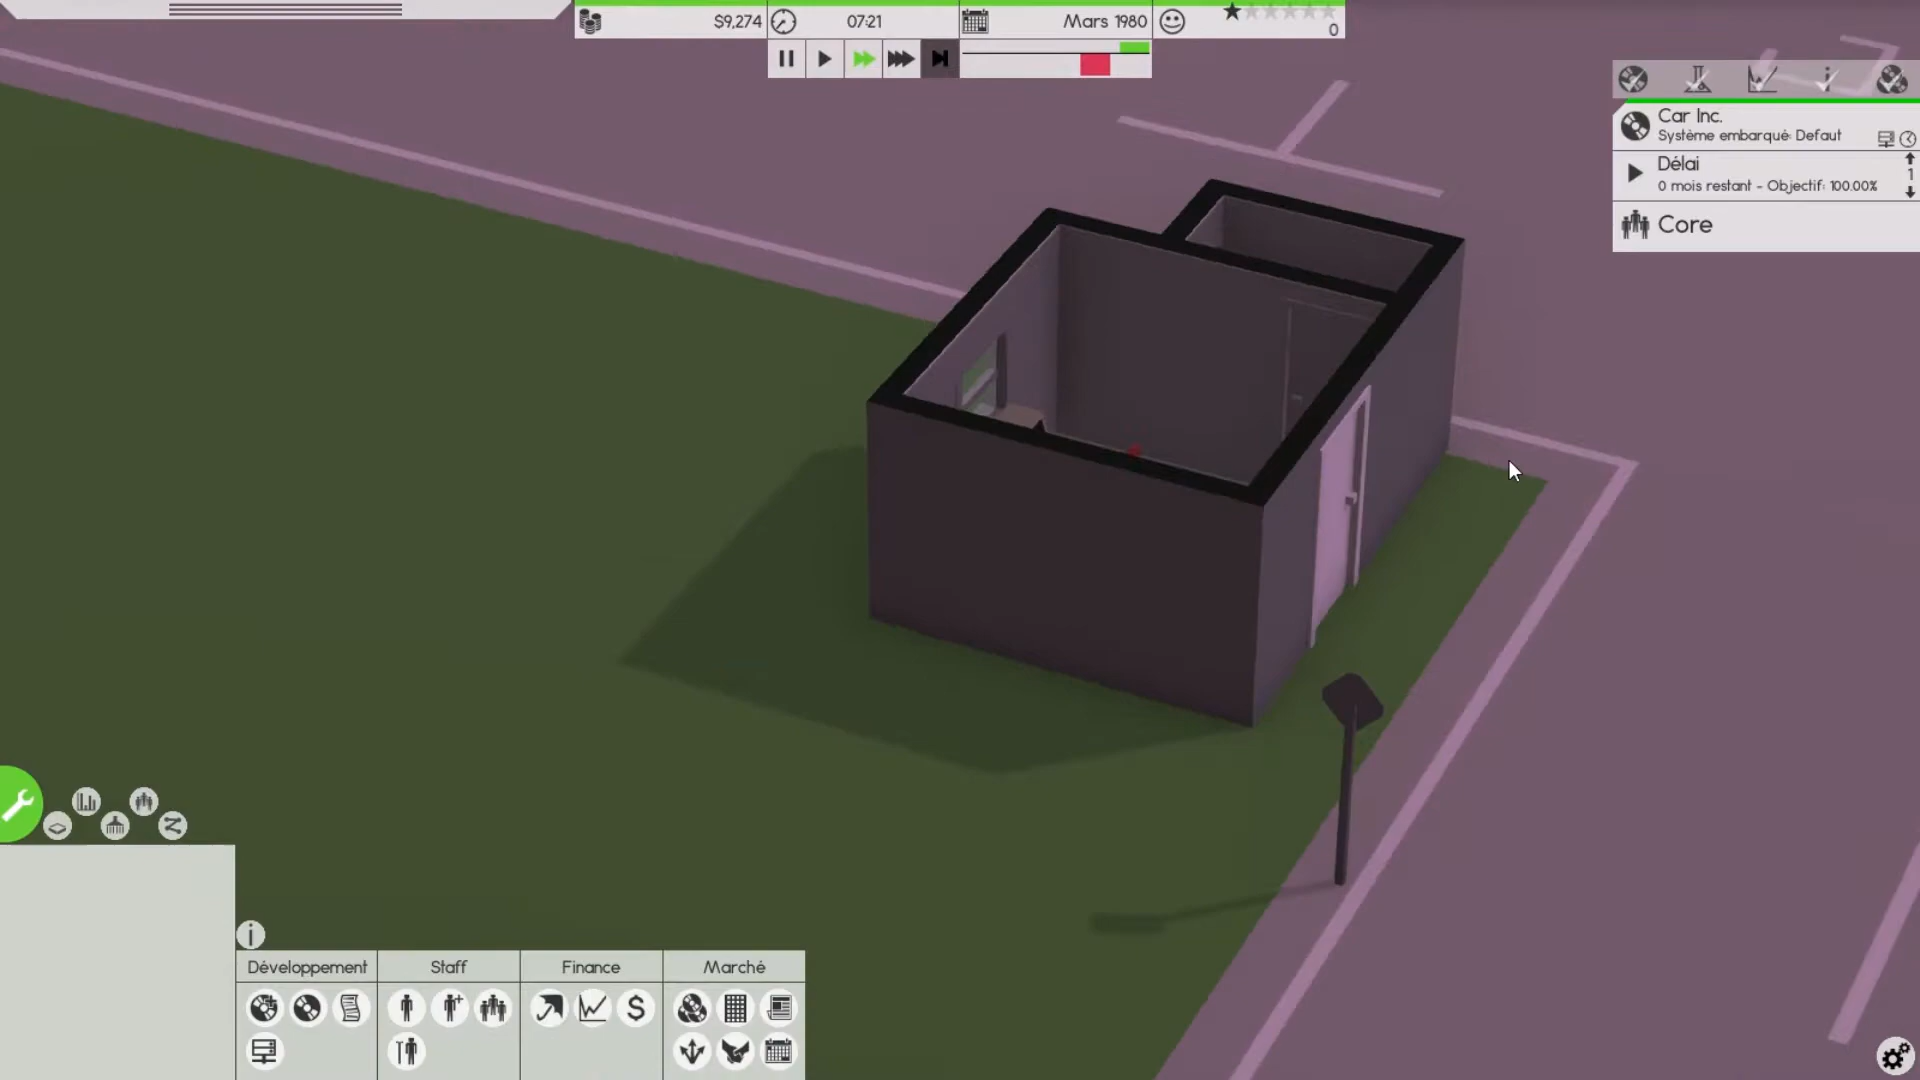 $9,274
07:21
Mars 1980
0
Car Inc.
Système embarqué: Defaut
Délai
0 mois restant - Objectif: 100.00%
1
Core
Développement
Staff
Finance
Marché